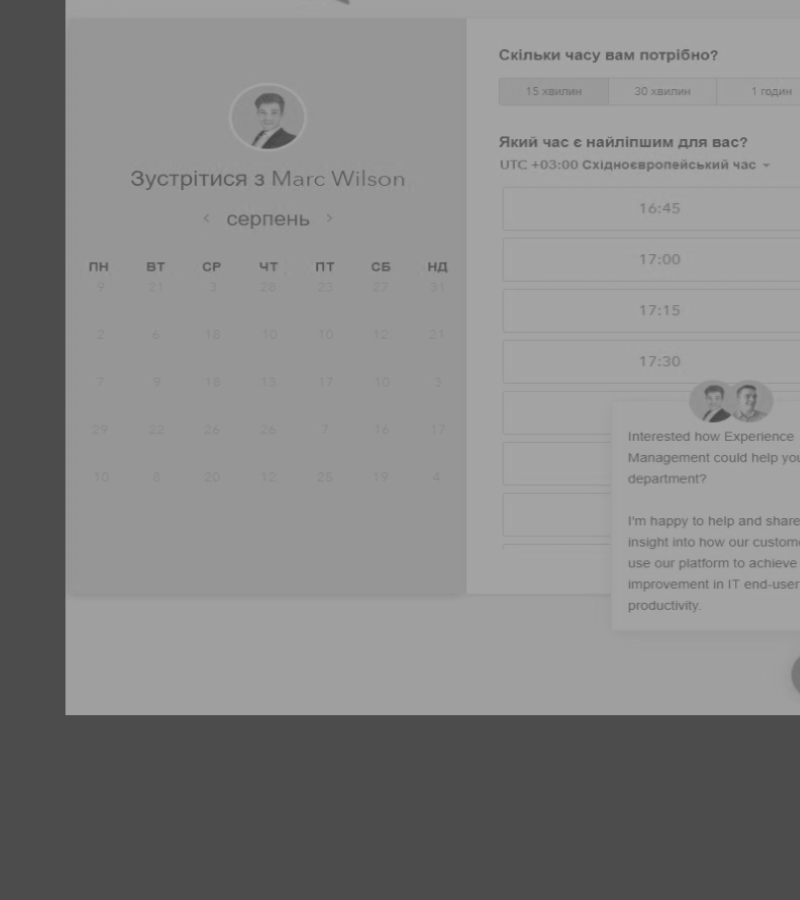 Зустрітися з Marc Wilson
‹ серпень ›
ПН ВТ СР ЧТ ПТ СБ НД
9 21 3 28 23 27 31
2 6 18 10 10 12 21
7 9 18 13 17 10 3
29 22 26 26 7 16 17
10 8 20 12 25 19 4
Скільки часу вам потрібно?
15 хвилин 30 хвилин 1 годин
Який час є найліпшим для вас?
UTC +03:00 Східноєвропейський час
16:45
17:00
17:15
17:30
Interested how Experience
Management could help you
department?
I'm happy to help and share
insight into how our custome
use our platform to achieve
improvement in IT end-user
productivity.